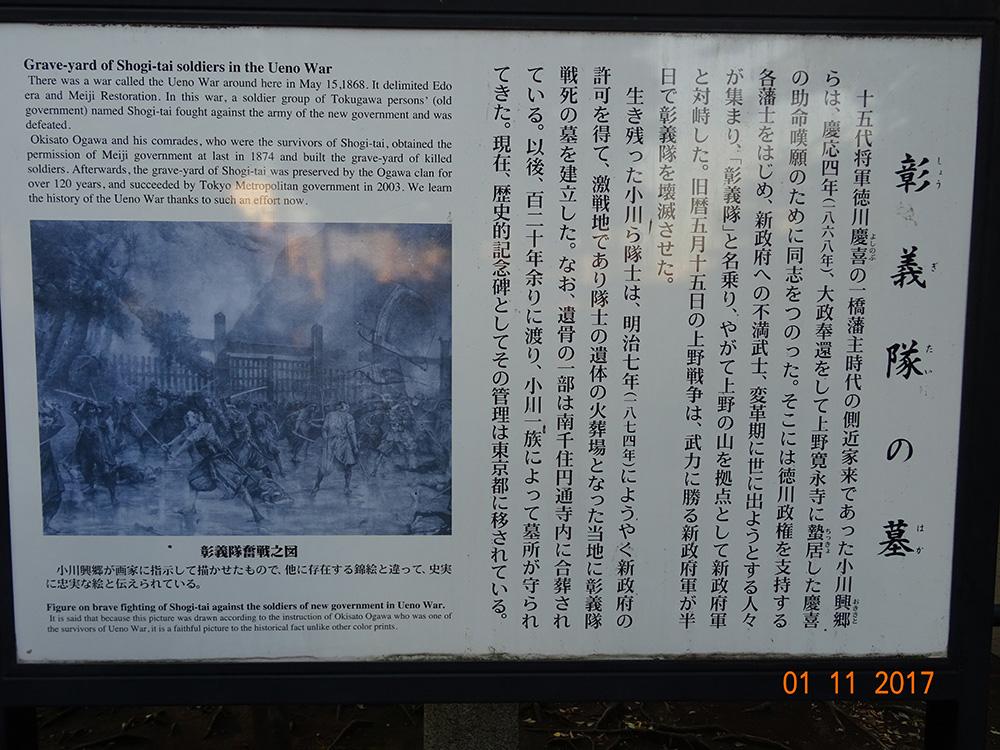 Grave-yard of Shogi-tai soldiers in the Ueno War
There was a war called the Ueno War around here in May 15,1868. It delimited Edo
era and Meiji Restoration. In this war, a soldier group of Tokugawa persons' (old
government) named Shogi-tai fought against the army of the new government and was
defeated.
Okisato Ogawa and his comrades, who were the survivors of Shogi-tai, obtained the
permission of Meiji government at last in 1874 and built the grave-yard of killed
soldiers. Afterwards, the grave-yard of Shogi-tai was preserved by the Ogawa clan for
over 120 years, and succeeded by Tokyo Metropolitan government in 2003. We learn
the history of the Ueno War thanks to such an effort now.
彰義隊奮戦之図
小川興郷が画家に指示して描かせたもので、他に存在する錦絵と違って、史実
に忠実な絵と伝えられている。
Figure on brave fighting of Shogi-tai against the soldiers of new government in Ueno War.
It is said that because this picture was drawn according to the instruction of Okisato Ogawa who was one of
the survivors of Ueno War, it is a faithful picture to the historical fact unlike other color prints.
彰義隊の墓
しょうぎたいはか
十五代将軍徳川慶喜の一橋藩主時代の側近家来であった小川興郷
よしのぶ
おきさと
らは、慶応四年(一八六八年)、大政奉還をして上野寛永寺に蟄居した慶喜
ちっきょ
の助命嘆願のために同志をつのった。そこには徳川政権を支持する
各藩士をはじめ、新政府への不満武士、変革期に世に出ようとする人々
が集まり、「彰義隊」と名乗り、やがて上野の山を拠点として新政府軍
と対峙した。旧暦五月十五日の上野戦争は、武力に勝る新政府軍が半
日で彰義隊を壊滅させた。
生き残った小川ら隊士は、明治七年(一八七四年)にようやく新政府の
許可を得て、激戦地であり隊士の遺体の火葬場となった当地に彰義隊
戦死の墓を建立した。なお、遺骨の一部は南千住円通寺内に合葬され
ている。以後、百二十年余りに渡り、小川一族によって墓所が守られ
てきた。現在、歴史的記念碑としてその管理は東京都に移されている。
01 11 2017